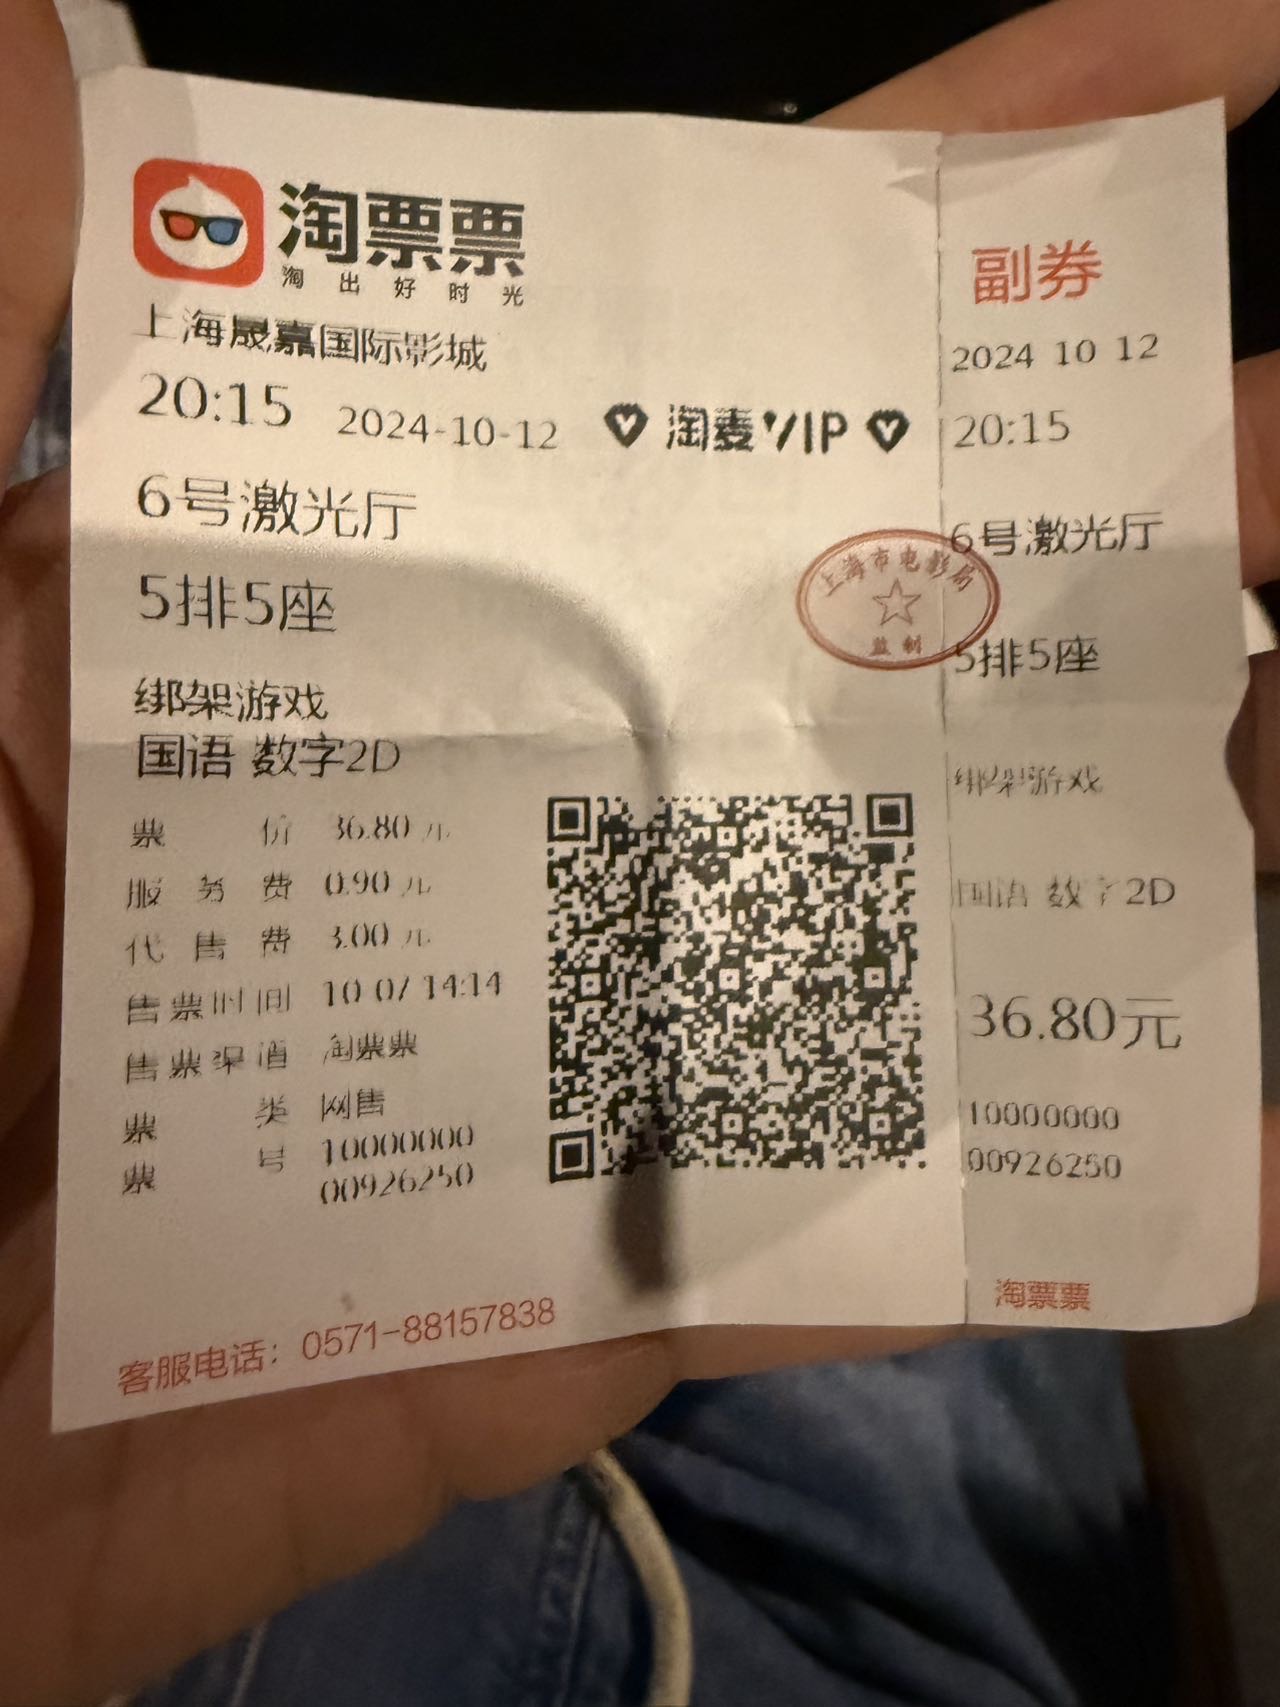 淘票票
淘出好时光
上海晟嘉国际影城
20:15 2024-10-12 淘麦VIP
6号激光厅
5排5座
绑架游戏
国语 数字2D
票价 36.80元
服务费 0.90元
代售费 3.00元
售票时间 10-07 14:14
售票渠道 淘票票
票类 网售
票号 10000000
00926250
客服电话：0571-88157838
副券
2024 10 12
20:15
6号激光厅
上海市电影局
监制
5排5座
绑架游戏
国语 数字2D
36.80元
10000000
00926250
淘票票